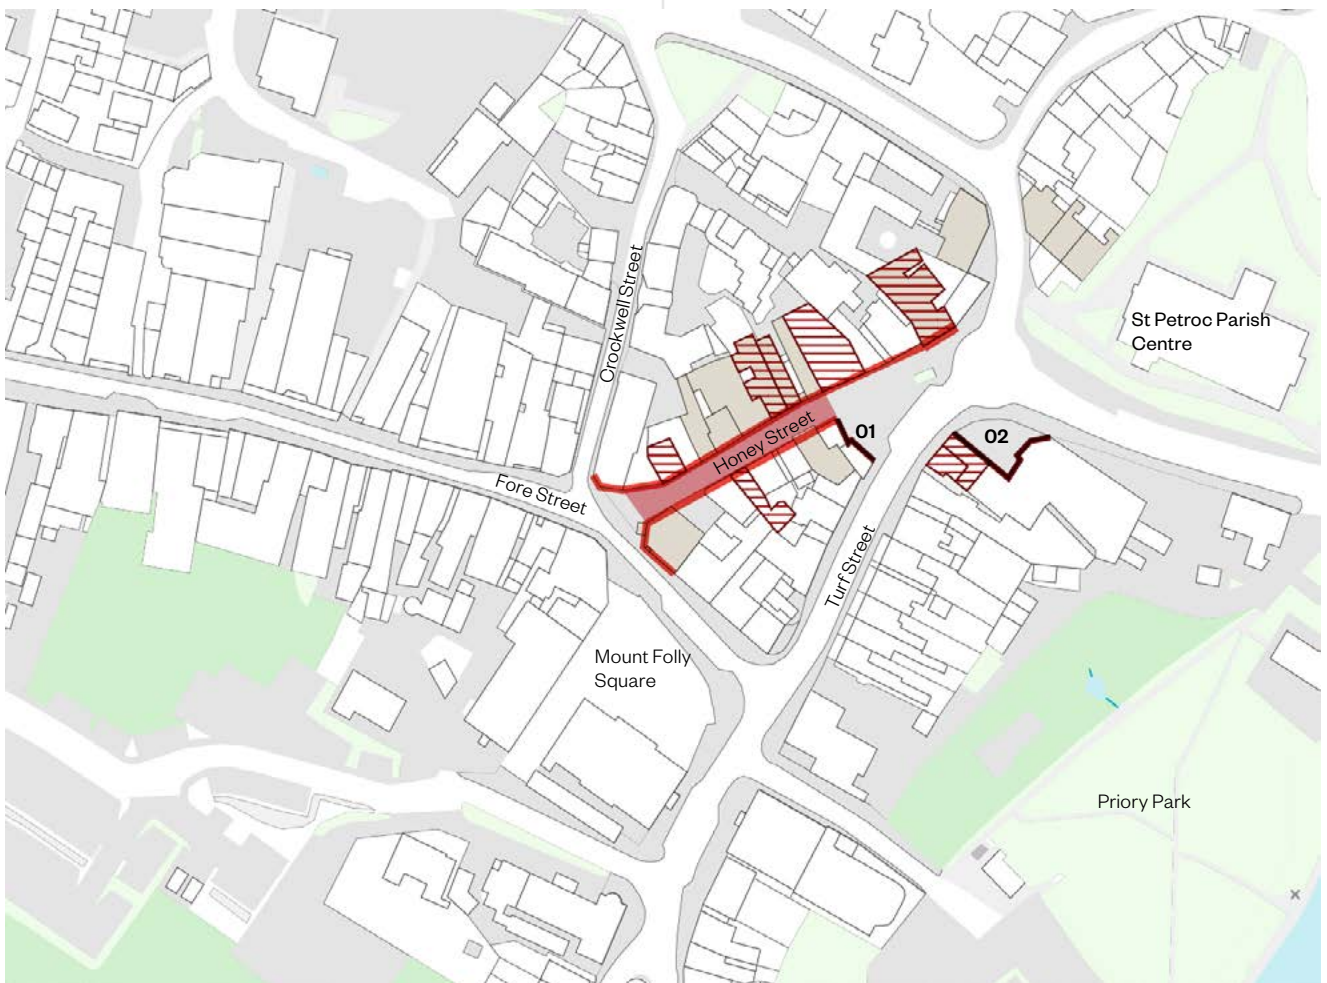 Crockwell Street
St Petroc Parish
Centre
Honey Street
01
02
Fore Street
Turf Street
Mount Folly
Square
Priory Park